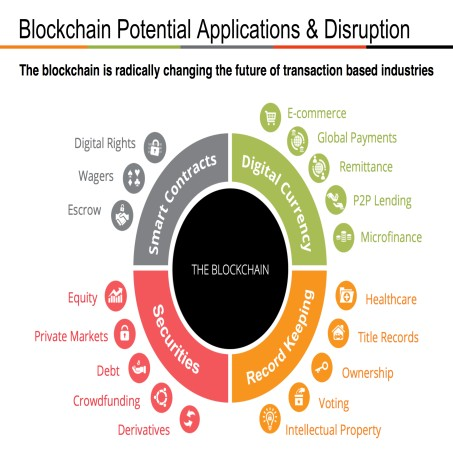 Blockchain Potential Applications & Disruption
The blockchain is radically changing the future of transaction based industries
Smart Contracts
Digital Rights
Wagers
Escrow
Digital Currency
E-commerce
Global Payments
Remittance
P2P Lending
Microfinance
THE BLOCKCHAIN
Securities
Equity
Private Markets
Debt
Crowdfunding
Derivatives
Record Keeping
Healthcare
Title Records
Ownership
Voting
Intellectual Property